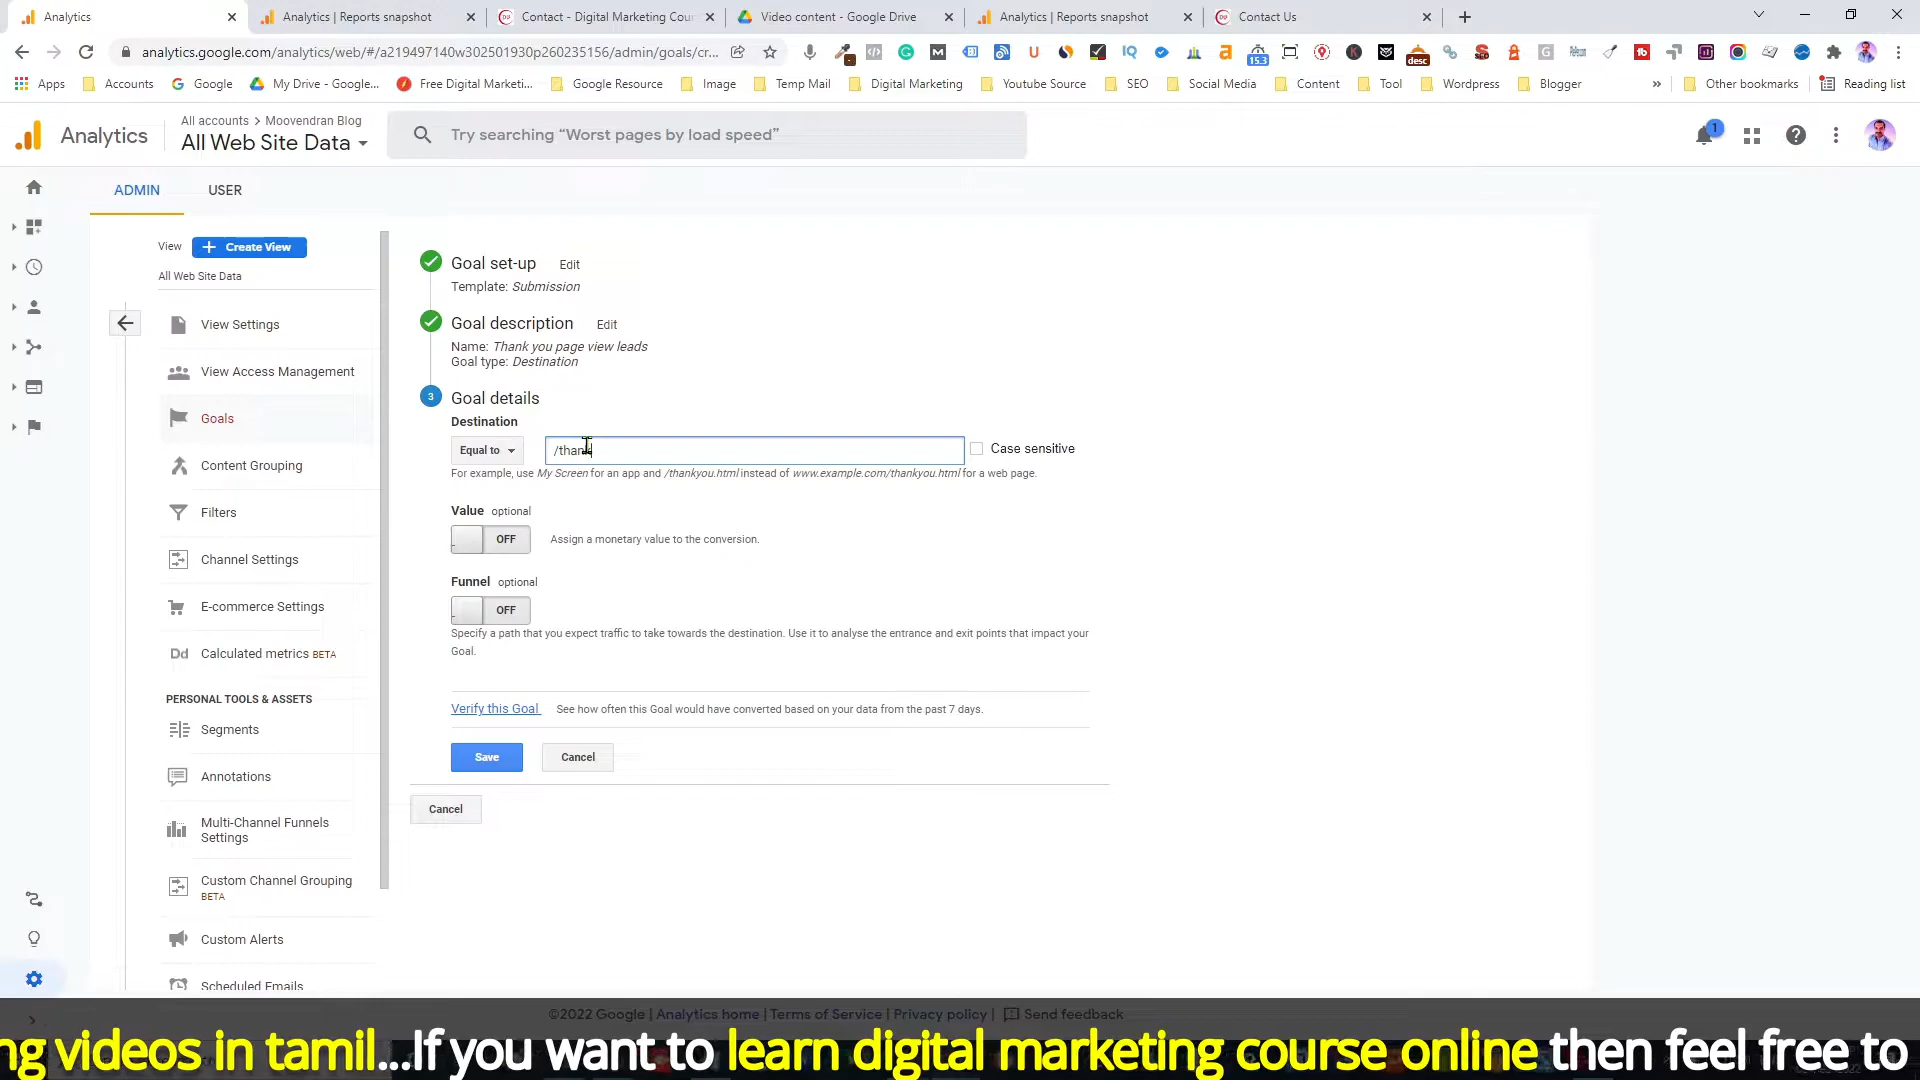 Analytics
Analytics | Reports snapshot
Contact - Digital Marketing Cour
Video content - Google Drive
Analytics | Reports snapshot
Contact Us
analytics.google.com/analytics/web/#/a219497140w302501930p260235156/admin/goals/cr...
15.3
desc
Apps
Accounts
Google
My Drive - Google...
Free Digital Marketi...
Google Resource
Image
Temp Mail
Digital Marketing
Youtube Source
SEO
Social Media
Content
Tool
Wordpress
Blogger
Other bookmarks
Reading list
Analytics
All accounts > Moovendran Blog
All Web Site Data
Try searching “Worst pages by load speed”
1
ADMIN
USER
View
Create View
All Web Site Data
View Settings
View Access Management
Goals
Content Grouping
Filters
Channel Settings
E-commerce Settings
Dd
Calculated metrics BETA
PERSONAL TOOLS & ASSETS
Segments
Annotations
Multi-Channel Funnels
Settings
Custom Channel Grouping
BETA
Custom Alerts
Scheduled Emails
Goal set-up Edit
Template: Submission
Goal description Edit
Name: Thank you page view leads
Goal type: Destination
3
Goal details
Destination
Equal to
/thank
Case sensitive
For example, use My Screen for an app and /thankyou.html instead of www.example.com/thankyou.html for a web page.
Value optional
OFF
Assign a monetary value to the conversion.
Funnel optional
OFF
Specify a path that you expect traffic to take towards the destination. Use it to analyse the entrance and exit points that impact your
Goal.
Verify this Goal See how often this Goal would have converted based on your data from the past 7 days.
Save
Cancel
Cancel
©2022 Google | Analytics home | Terms of Service | Privacy policy | Send feedback
ng videos in tamil...If you want to learn digital marketing course online then feel free to